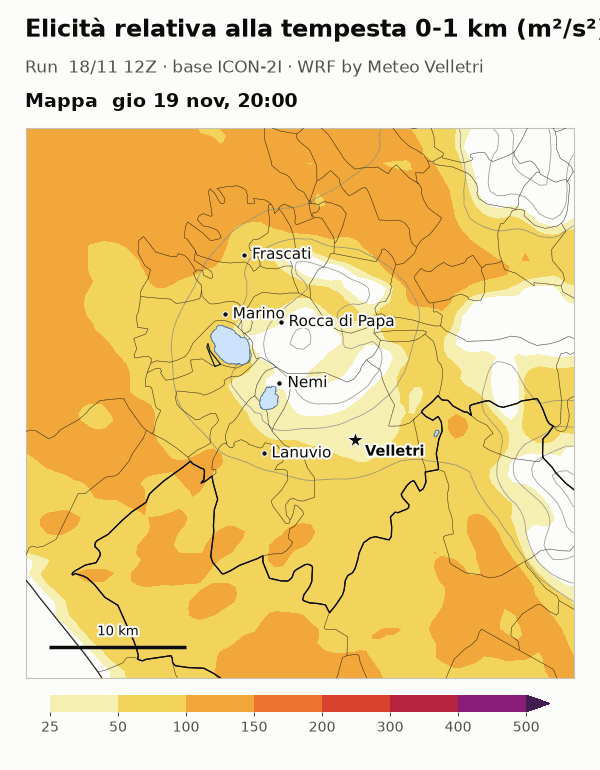 Elicità relativa alla tempesta 0-1 km (m²/s²)
Run  18/11 12Z · base ICON-2I · WRF by Meteo Velletri
Mappa  gio 19 nov, 20:00
Frascati
Marino
Rocca di Papa
Nemi
Velletri
Lanuvio
10 km
25 50 100 150 200 300 400 500